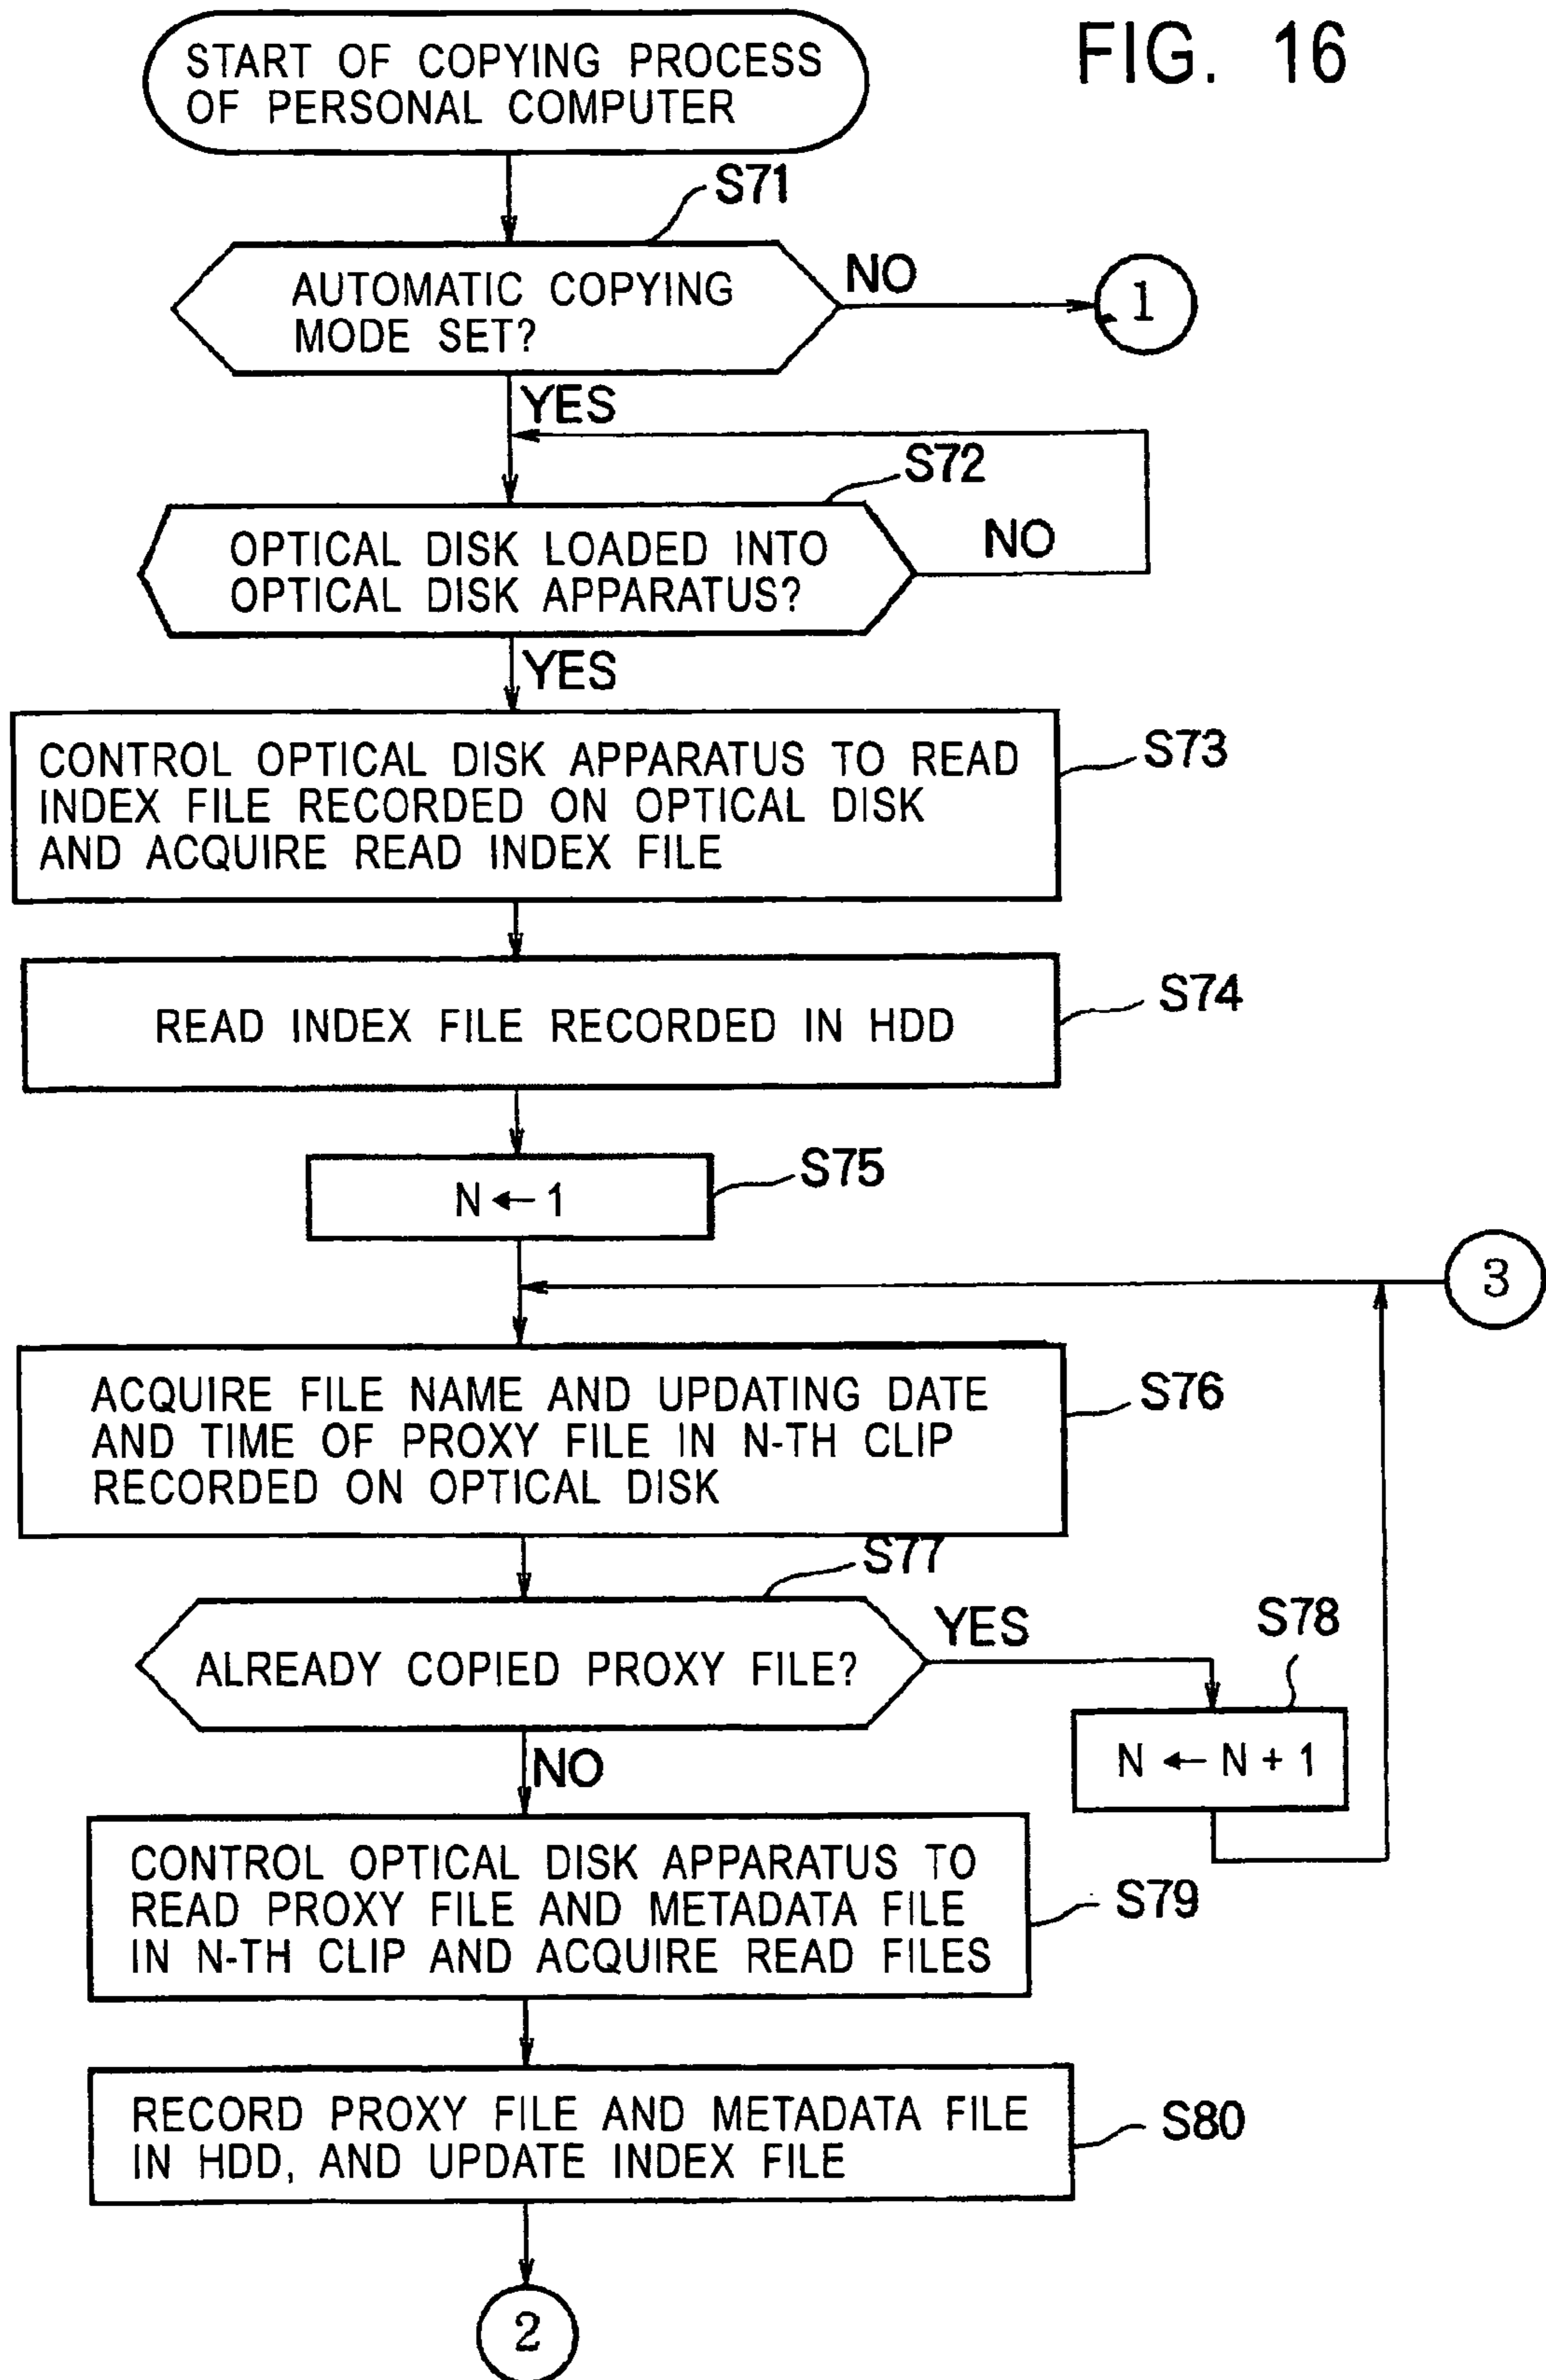 FIG. 16
START OF COPYING PROCESS
OF PERSONAL COMPUTER
S71
AUTOMATIC COPYING
MODE SET?
NO
1
YES
S72
OPTICAL DISK LOADED INTO
OPTICAL DISK APPARATUS?
NO
YES
CONTROL OPTICAL DISK APPARATUS TO READ
INDEX FILE RECORDED ON OPTICAL DISK
AND ACQUIRE READ INDEX FILE
S73
READ INDEX FILE RECORDED IN HDD
S74
N ← 1
S75
3
ACQUIRE FILE NAME AND UPDATING DATE
AND TIME OF PROXY FILE IN N-TH CLIP
RECORDED ON OPTICAL DISK
S76
S77
ALREADY COPIED PROXY FILE?
YES
S78
N ← N + 1
NO
CONTROL OPTICAL DISK APPARATUS TO
READ PROXY FILE AND METADATA FILE
IN N-TH CLIP AND ACQUIRE READ FILES
S79
RECORD PROXY FILE AND METADATA FILE
IN HDD, AND UPDATE INDEX FILE
S80
2